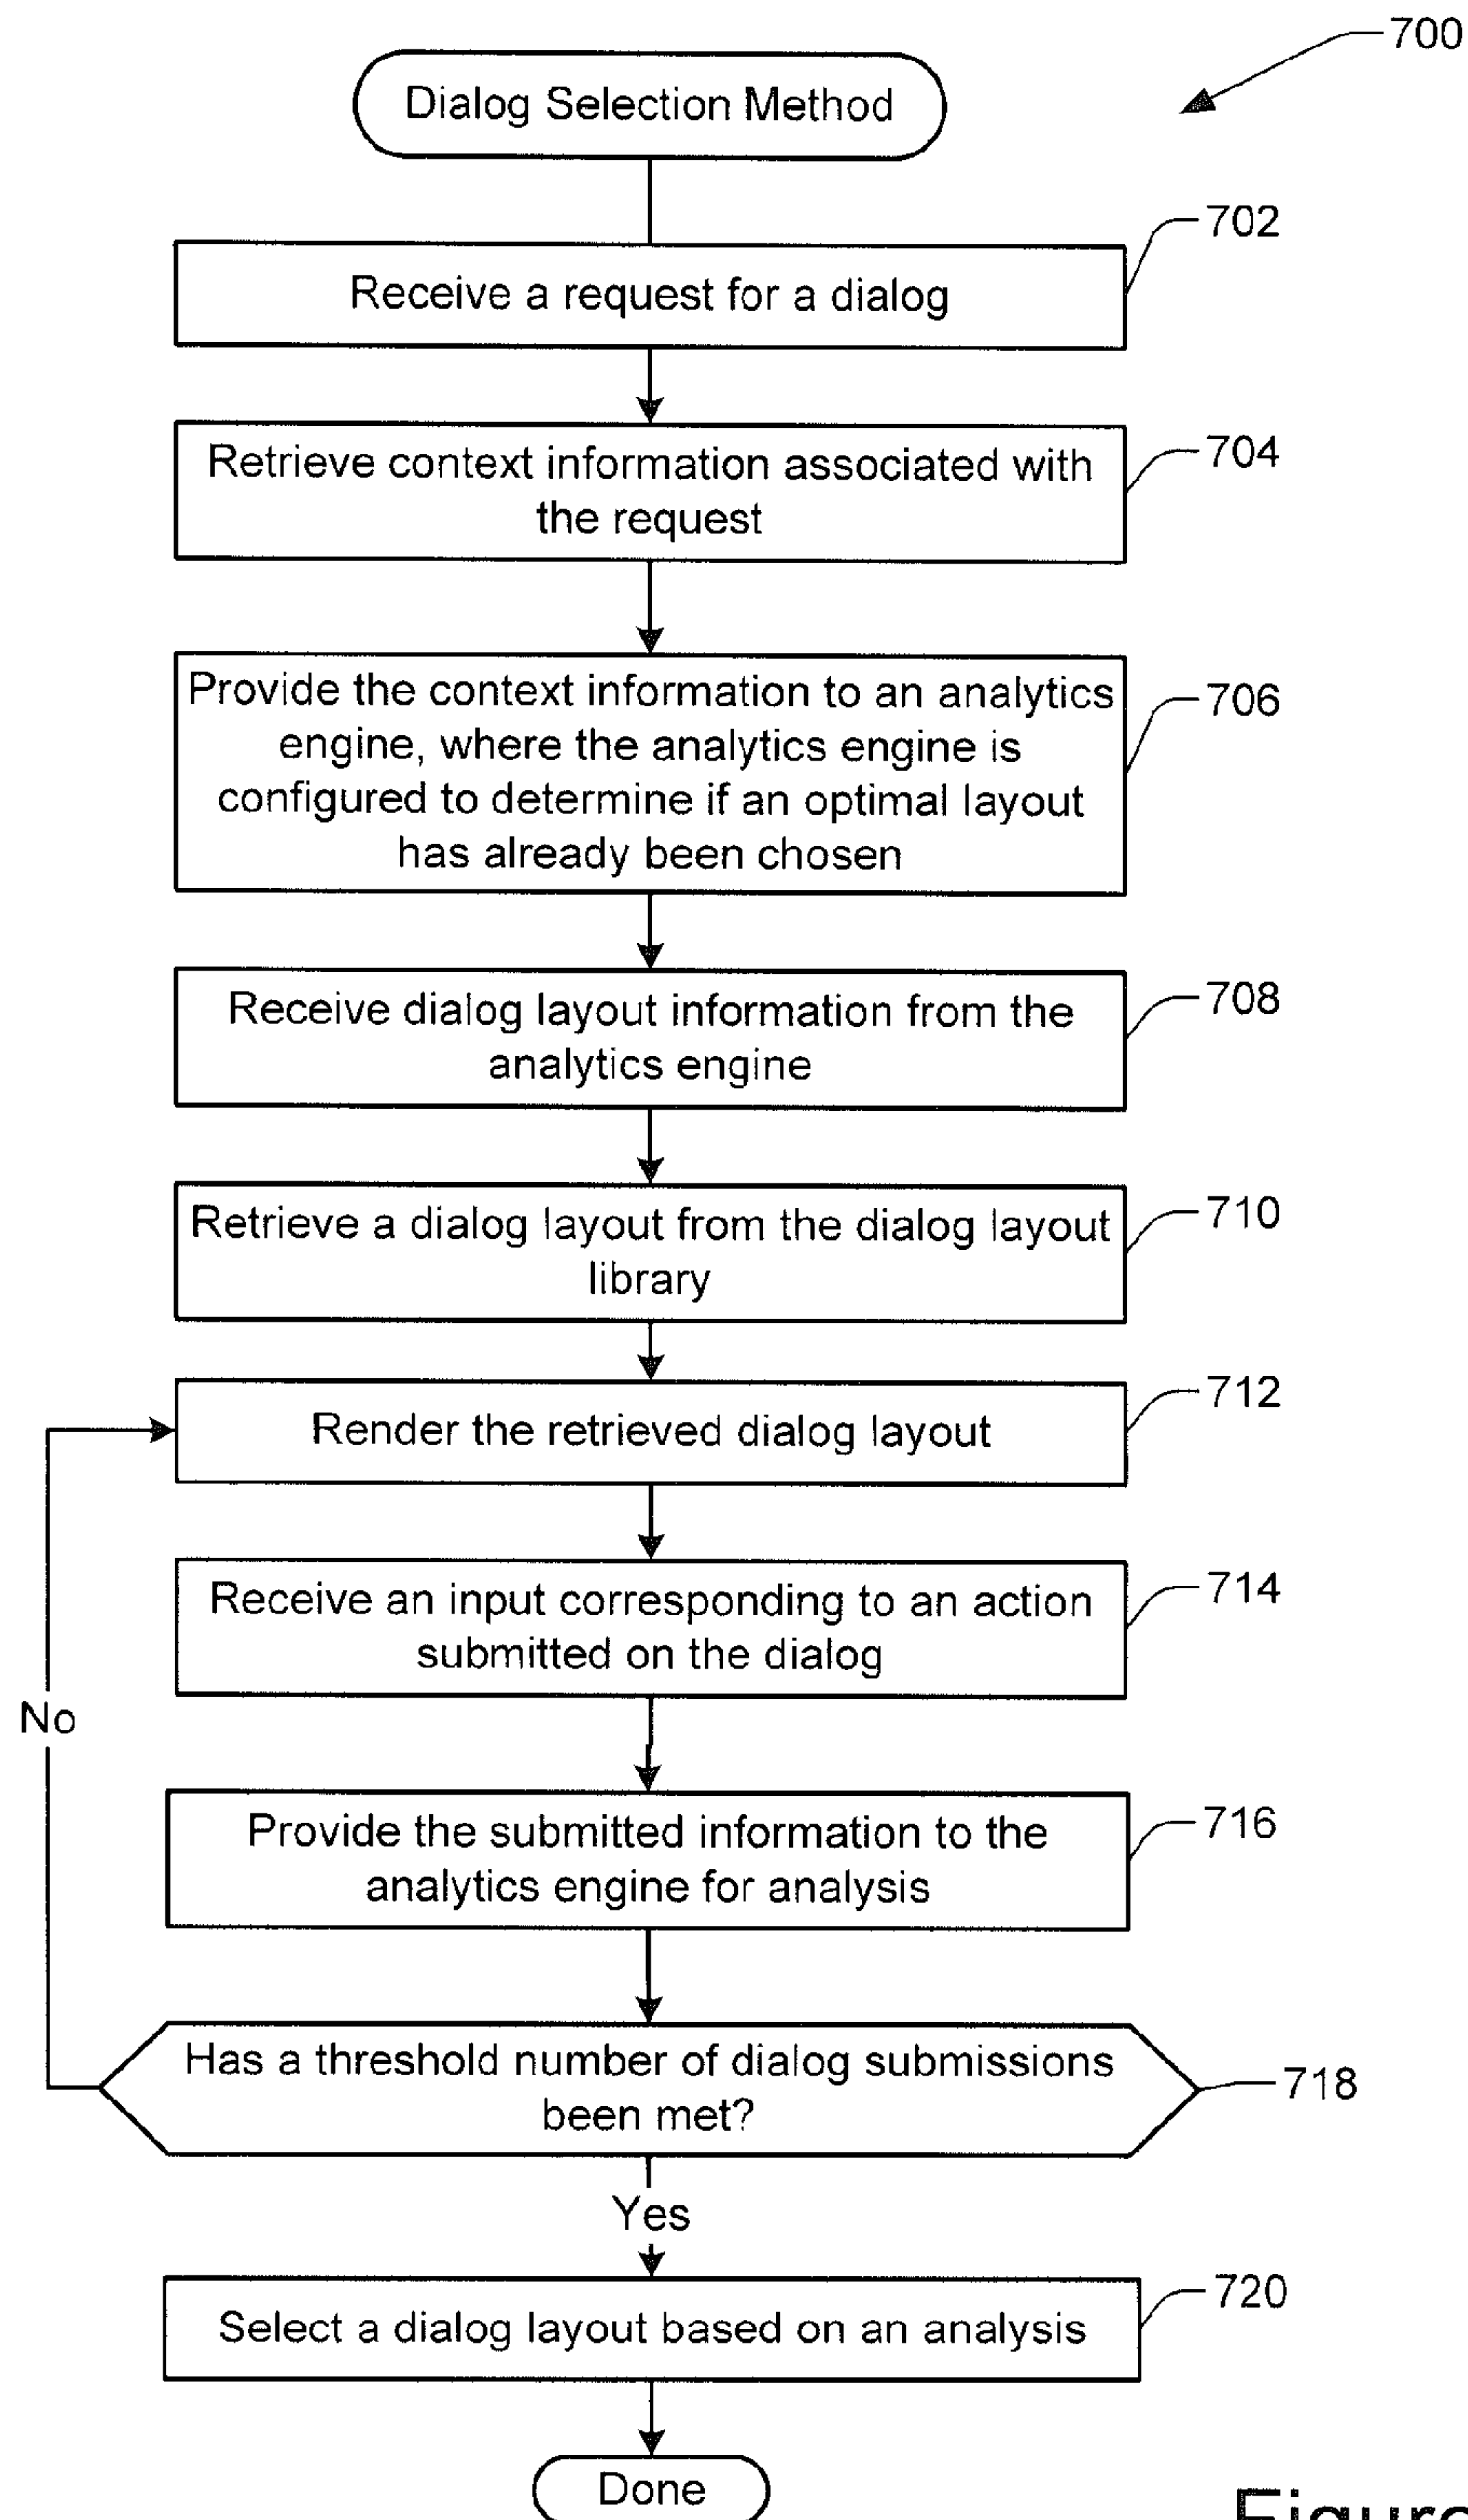 700
Dialog Selection Method
702
Receive a request for a dialog
704
Retrieve context information associated with
the request
706
Provide the context information to an analytics
engine, where the analytics engine is
configured to determine if an optimal layout
has already been chosen
708
Receive dialog layout information from the
analytics engine
710
Retrieve a dialog layout from the dialog layout
library
712
Render the retrieved dialog layout
714
Receive an input corresponding to an action
submitted on the dialog
No
716
Provide the submitted information to the
analytics engine for analysis
718
Has a threshold number of dialog submissions
been met?
Yes
720
Select a dialog layout based on an analysis
Done